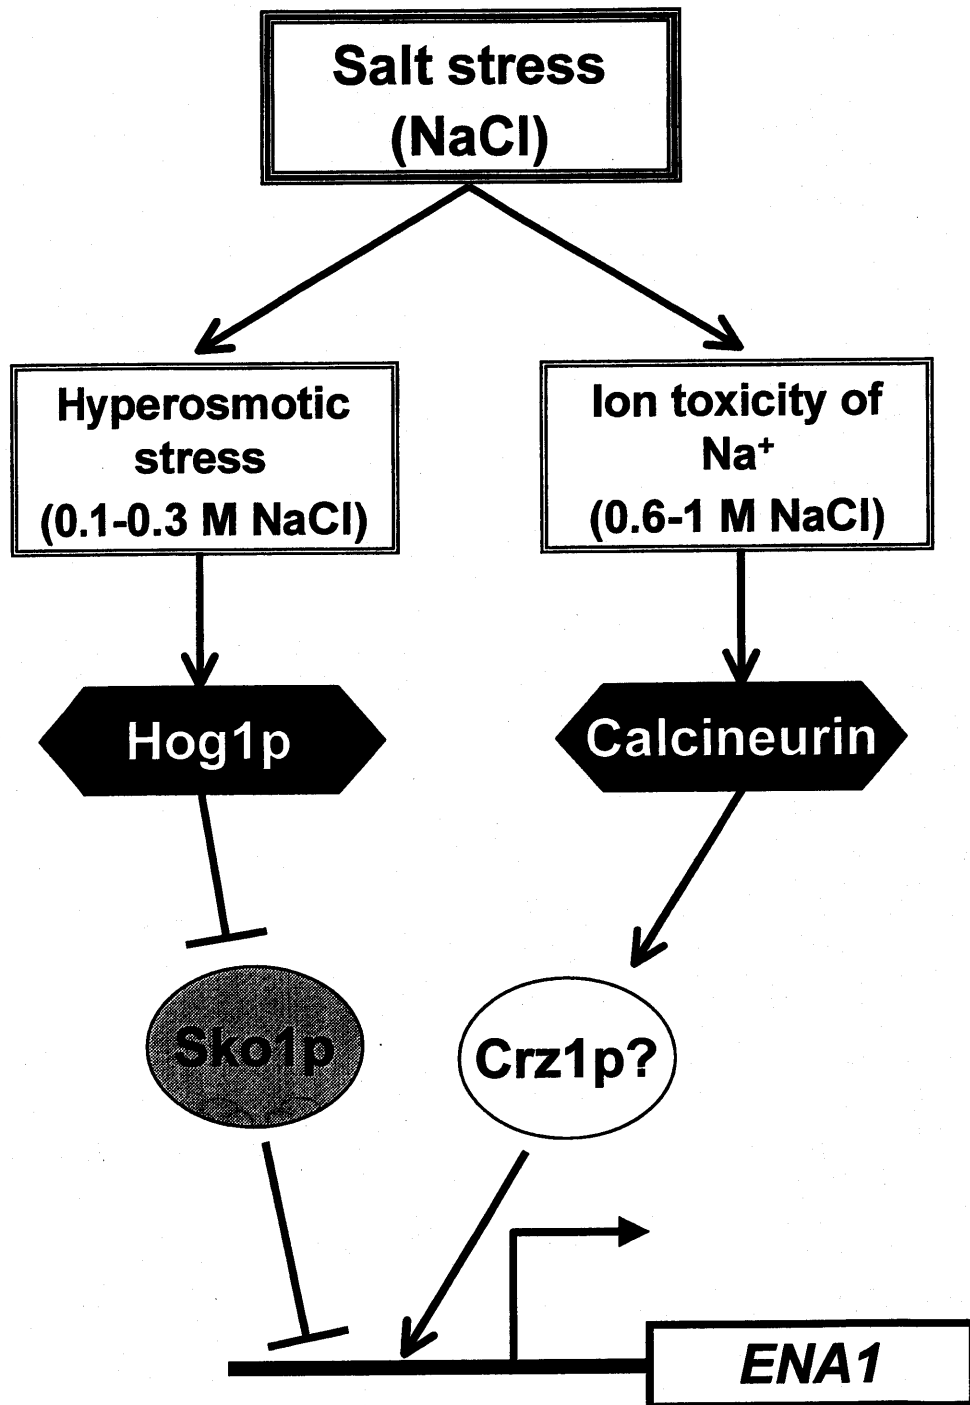 Salt stress
(NaCl)
Hyperosmotic
stress
(0.1-0.3 M NaCl)
Ion toxicity of
Na⁺
(0.6-1 M NaCl)
Hog1p
Calcineurin
Sko1p
Crz1p?
ENA1